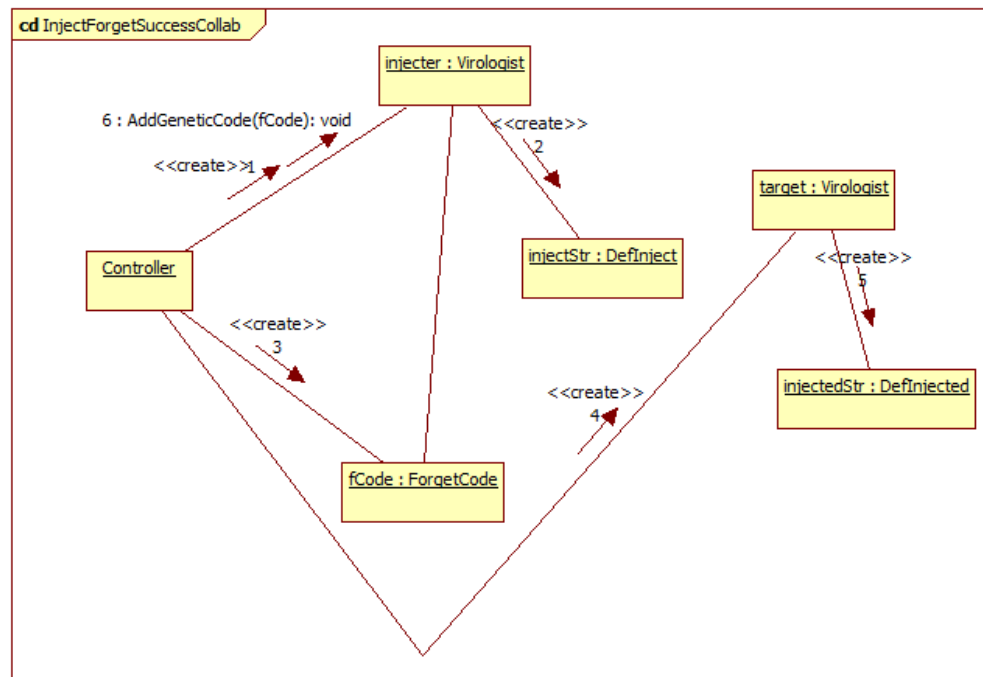 cd InjectForgetSuccessCollab
injecter : Virologist
6 : AddGeneticCode(fCode): void
<<create>>
1
<<create>>
2
target : Virologist
Controller
injectStr : DefInject
<<create>>
5
<<create>>
3
injectedStr : DefInjected
<<create>>
4
fCode : ForgetCode